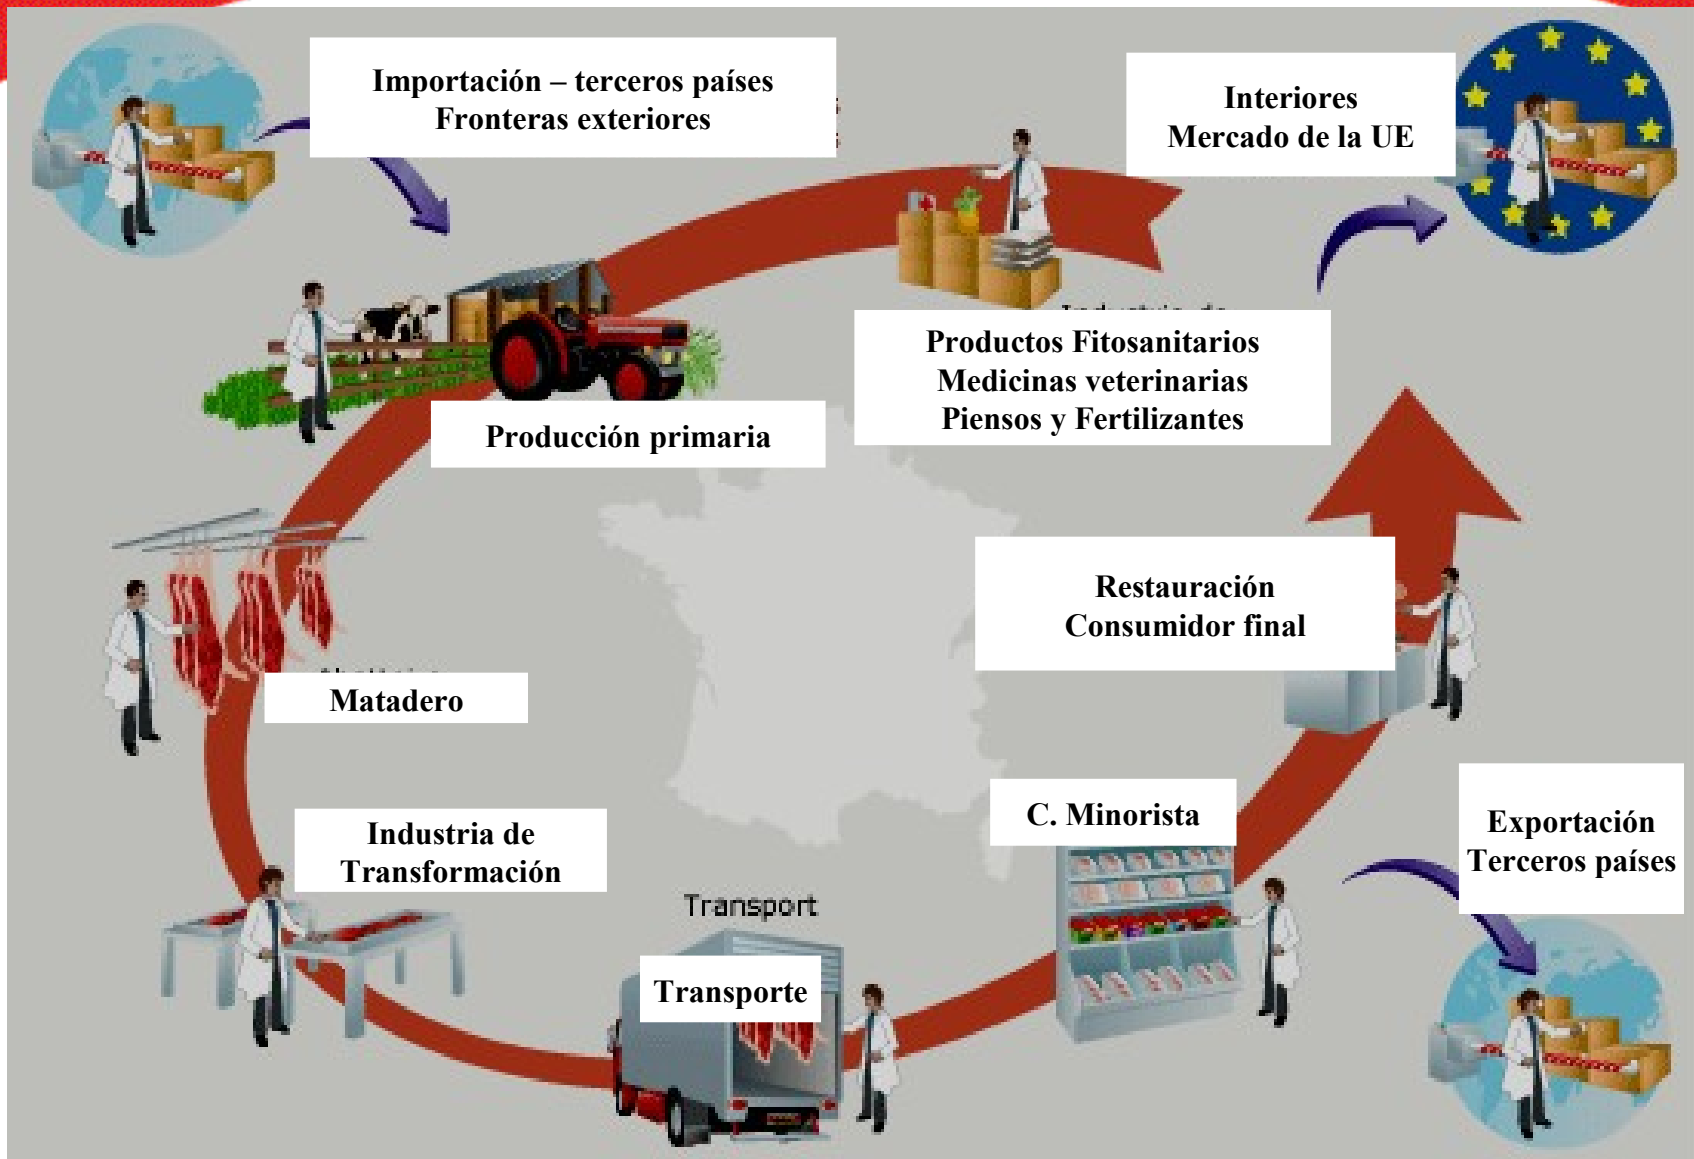 Importación – terceros países
Fronteras exteriores
Interiores
Mercado de la UE
Productos Fitosanitarios
Medicinas veterinarias
Piensos y Fertilizantes
Producción primaria
Restauración
Consumidor final
Matadero
C. Minorista
Industria de
Transformación
Exportación
Terceros países
Transport
Transporte